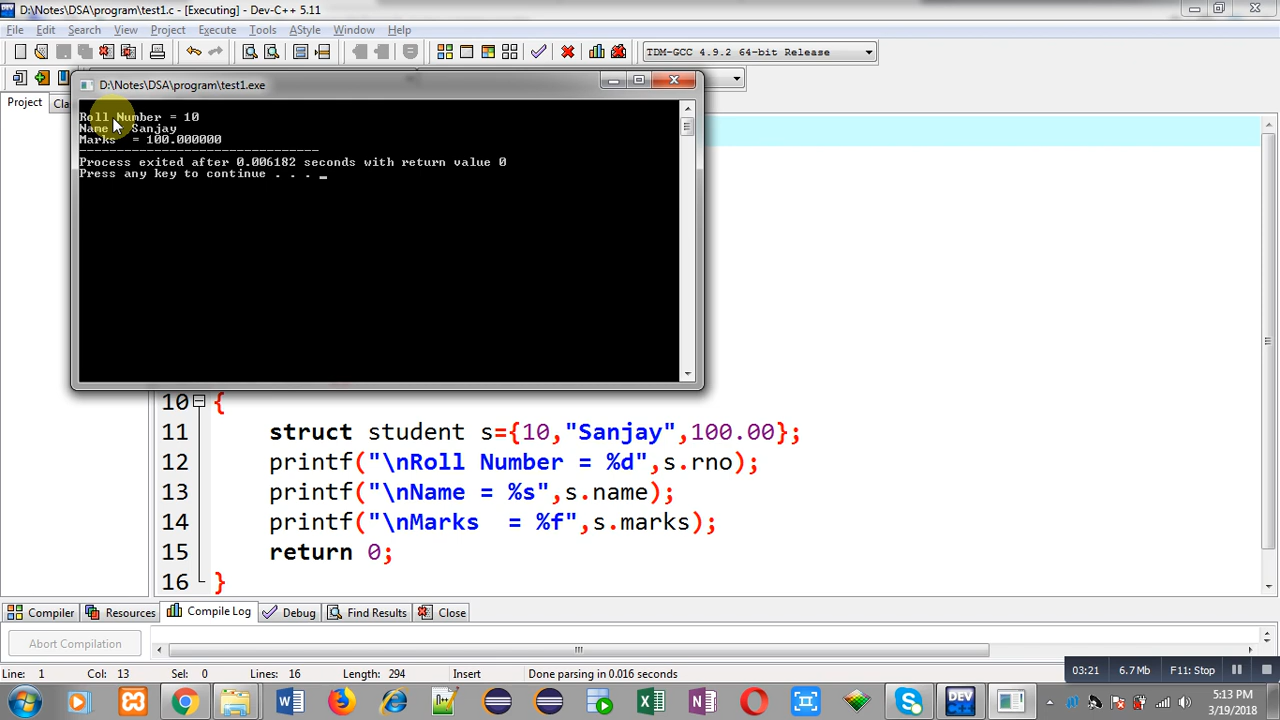 D:\Notes\DSA\program\test1.c - [Executing] - Dev-C++ 5.11
File Edit Search View Project Execute Tools AStyle Window Help
TDM-GCC 4.9.2 64-bit Release
D:\Notes\DSA\program\test1.exe
Project Cla
Roll Number = 10
Name = Sanjay
Marks  = 100.000000
--------------------------------
Process exited after 0.006182 seconds with return value 0
Press any key to continue . . . _
10 {
11 struct student s={10,"Sanjay",100.00};
12 printf("\nRoll Number = %d",s.rno);
13 printf("\nName = %s",s.name);
14 printf("\nMarks  = %f",s.marks);
15 return 0;
16 }
Compiler Resources Compile Log Debug Find Results Close
Abort Compilation
Line: 1 Col: 13 Sel: 0 Lines: 16 Length: 294 Insert Done parsing in 0.016 seconds
03:21 6.7 Mb F11: Stop
DEV
5:13 PM
3/19/2018